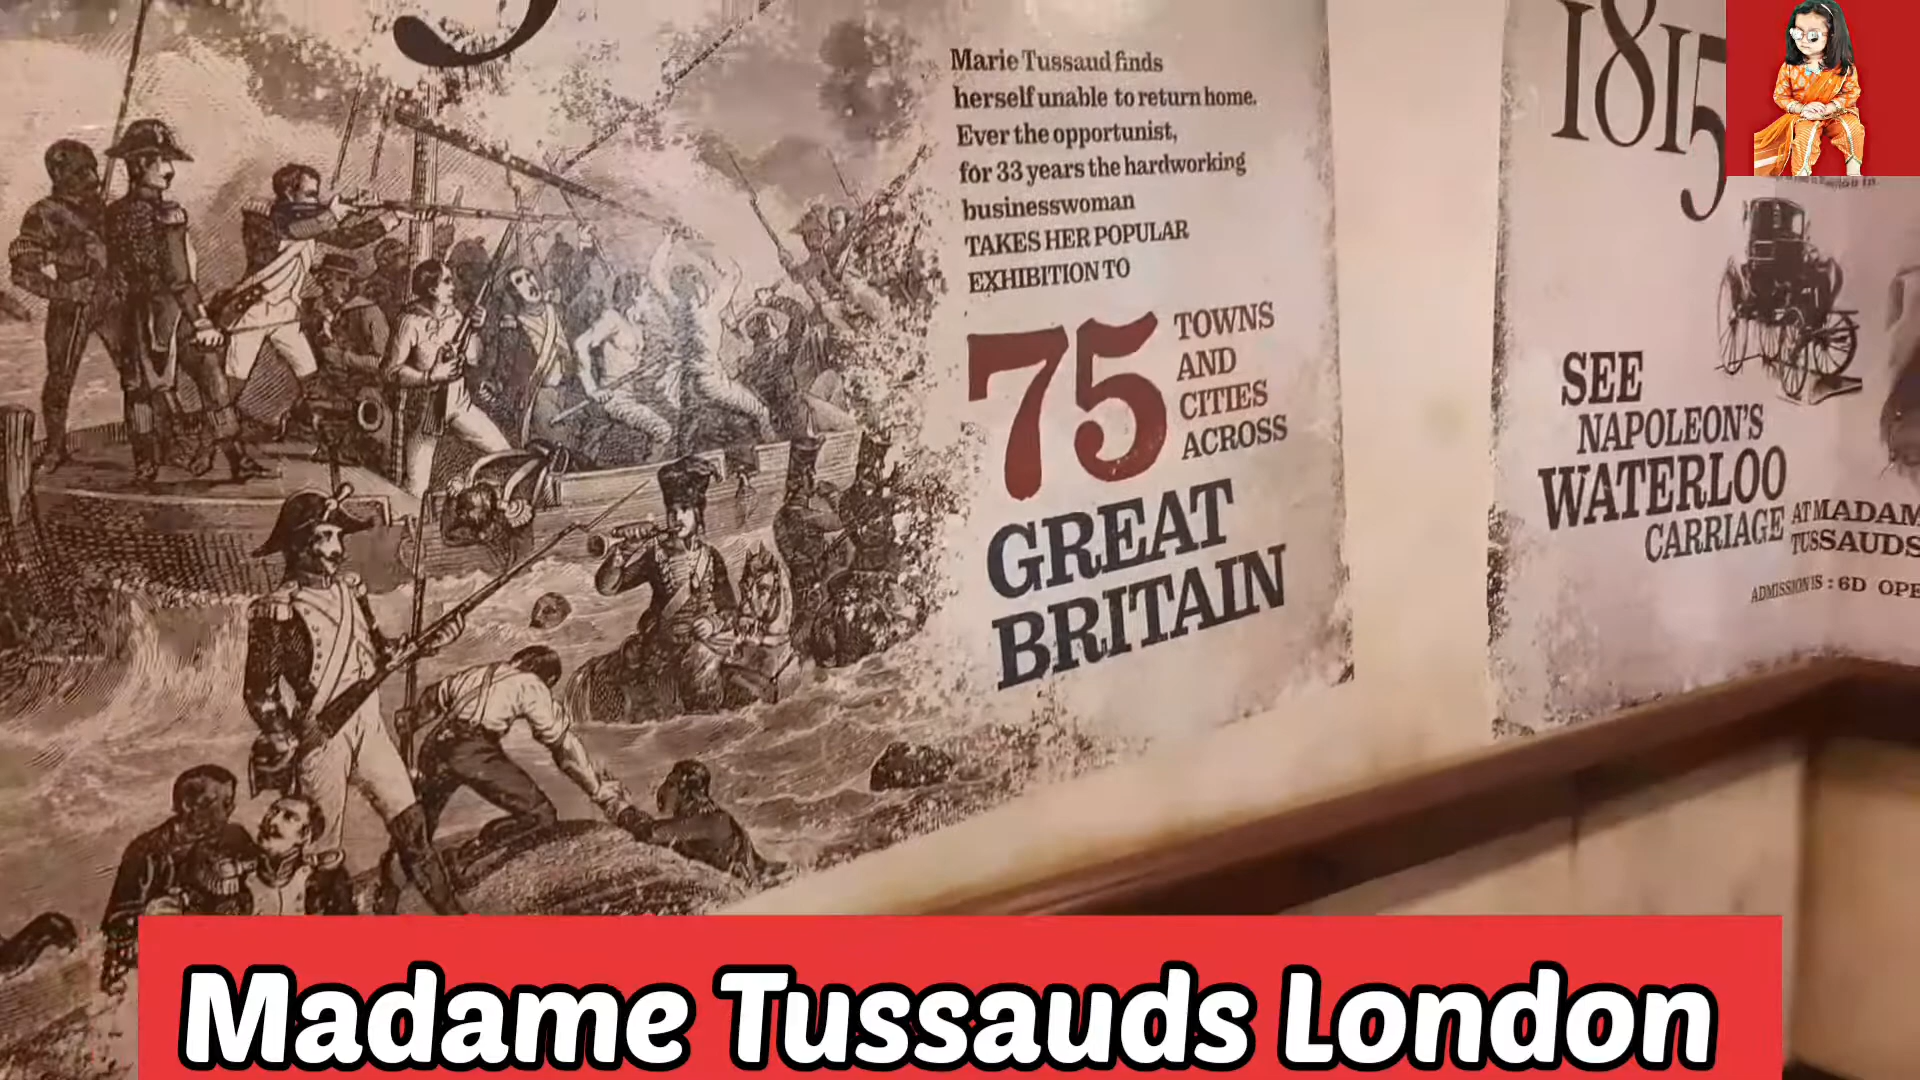 Marie Tussaud finds
herself unable to return home.
Ever the opportunist,
for 33 years the hardworking
businesswoman
TAKES HER POPULAR
EXHIBITION TO
75
TOWNS
AND
CITIES
ACROSS
GREAT
BRITAIN
1815
SEE
NAPOLEON'S
WATERLOO
CARRIAGE
AT MADAM
TUSSAUDS
ADMISSION IS : 6D OPE
Madame Tussauds London